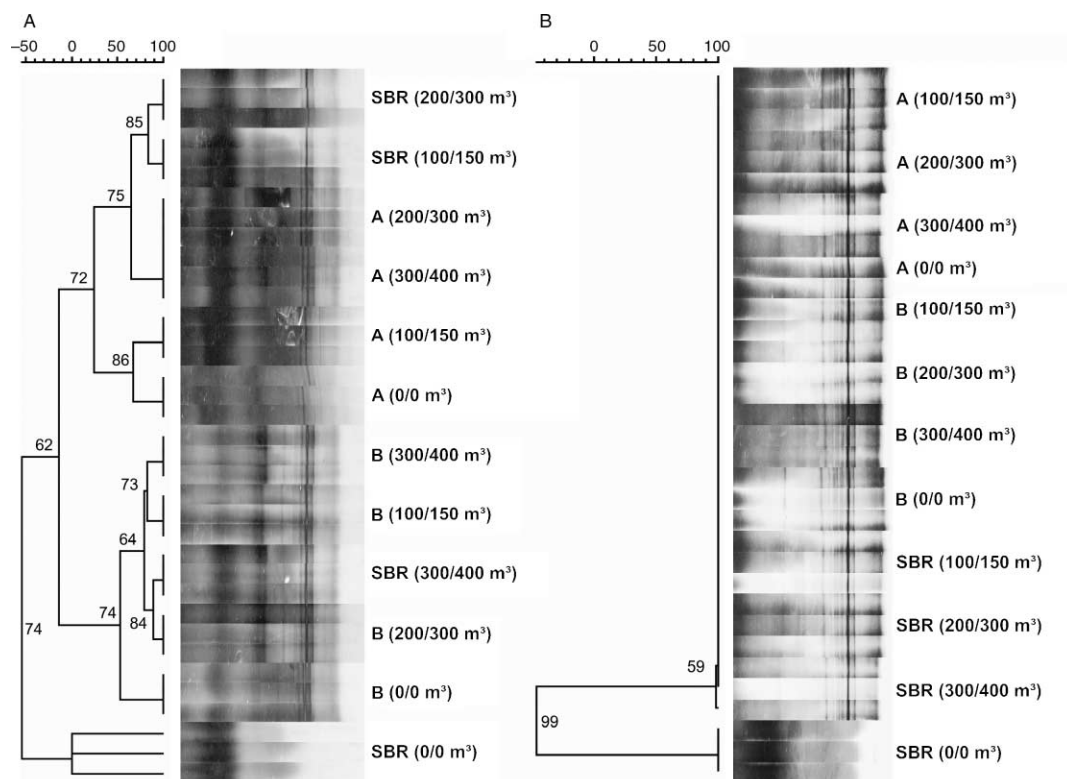 A
−50 0 50 100
85
75
72
86
62
73
64
74
84
74
SBR (200/300 m³)
SBR (100/150 m³)
A (200/300 m³)
A (300/400 m³)
A (100/150 m³)
A (0/0 m³)
B (300/400 m³)
B (100/150 m³)
SBR (300/400 m³)
B (200/300 m³)
B (0/0 m³)
SBR (0/0 m³)
B
0 50 100
59
99
A (100/150 m³)
A (200/300 m³)
A (300/400 m³)
A (0/0 m³)
B (100/150 m³)
B (200/300 m³)
B (300/400 m³)
B (0/0 m³)
SBR (100/150 m³)
SBR (200/300 m³)
SBR (300/400 m³)
SBR (0/0 m³)